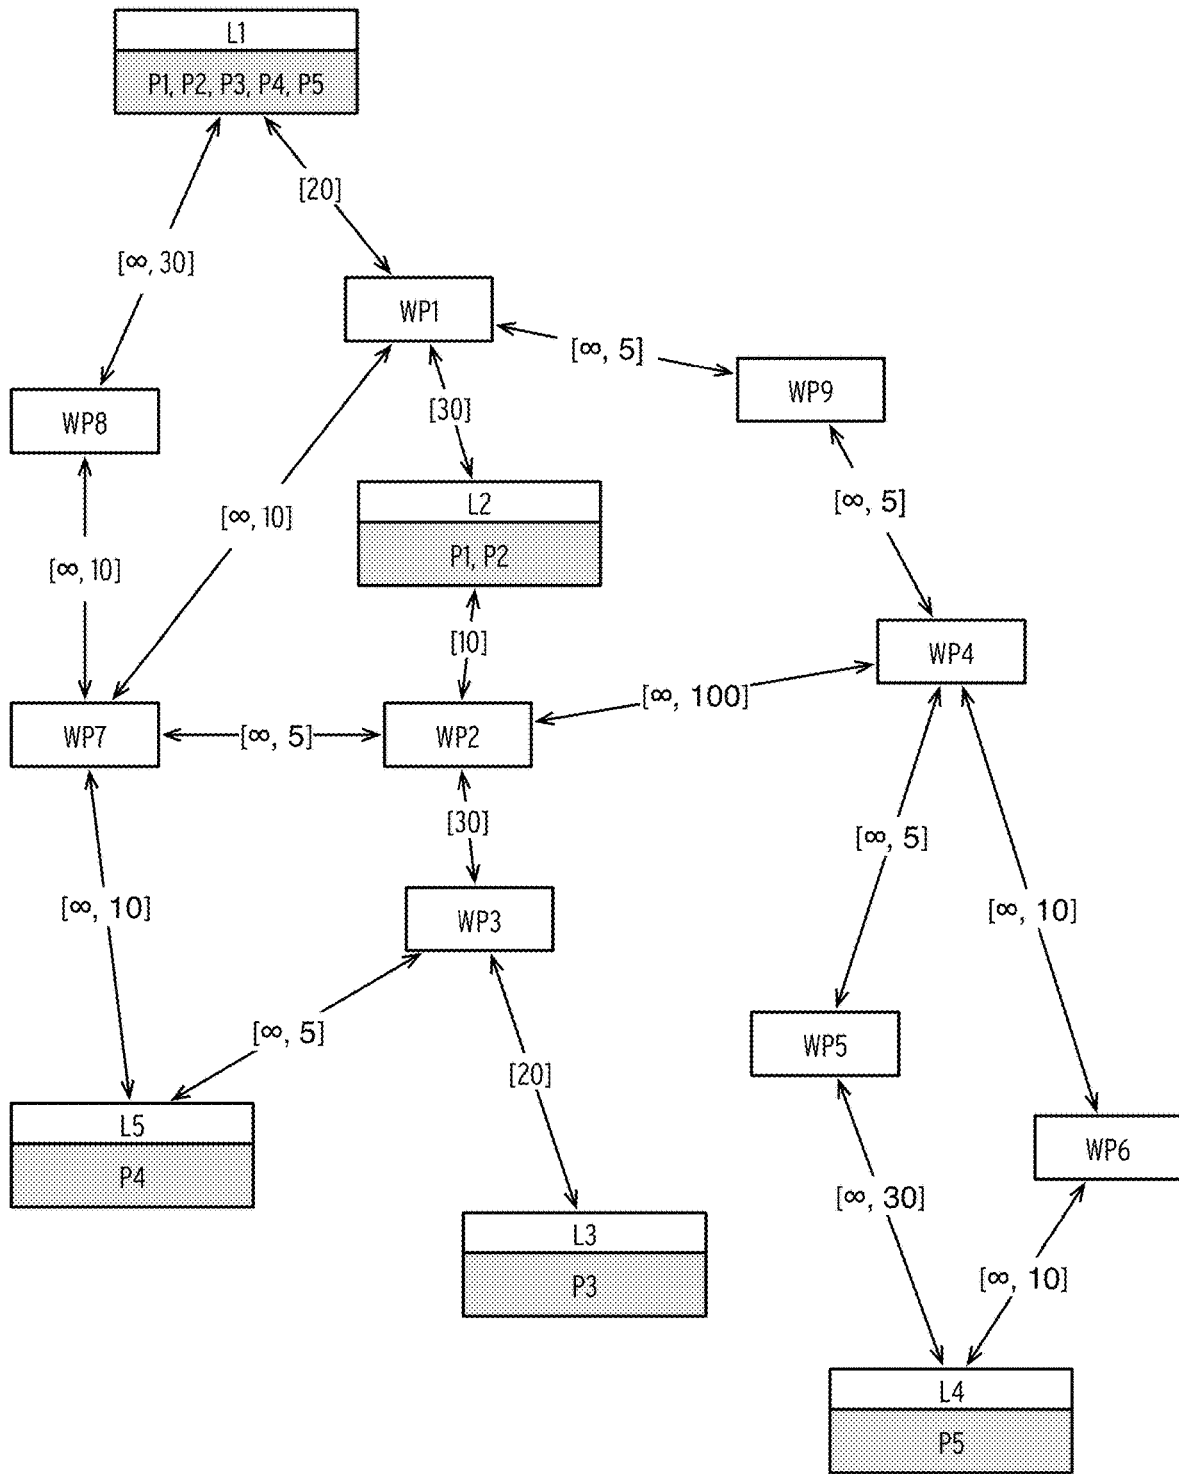 L1
P1, P2, P3, P4, P5
[20]
[∞, 30]
WP1
[∞, 5]
WP9
WP8
[30]
L2
[∞, 5]
[∞, 10]
P1, P2
[∞, 10]
[10]
WP4
[∞, 100]
WP7
[∞, 5]
WP2
[30]
[∞, 5]
[∞, 10]
WP3
[∞, 10]
[∞, 5]
WP5
[20]
L5
WP6
P4
[∞, 30]
L3
P3
[∞, 10]
L4
P5